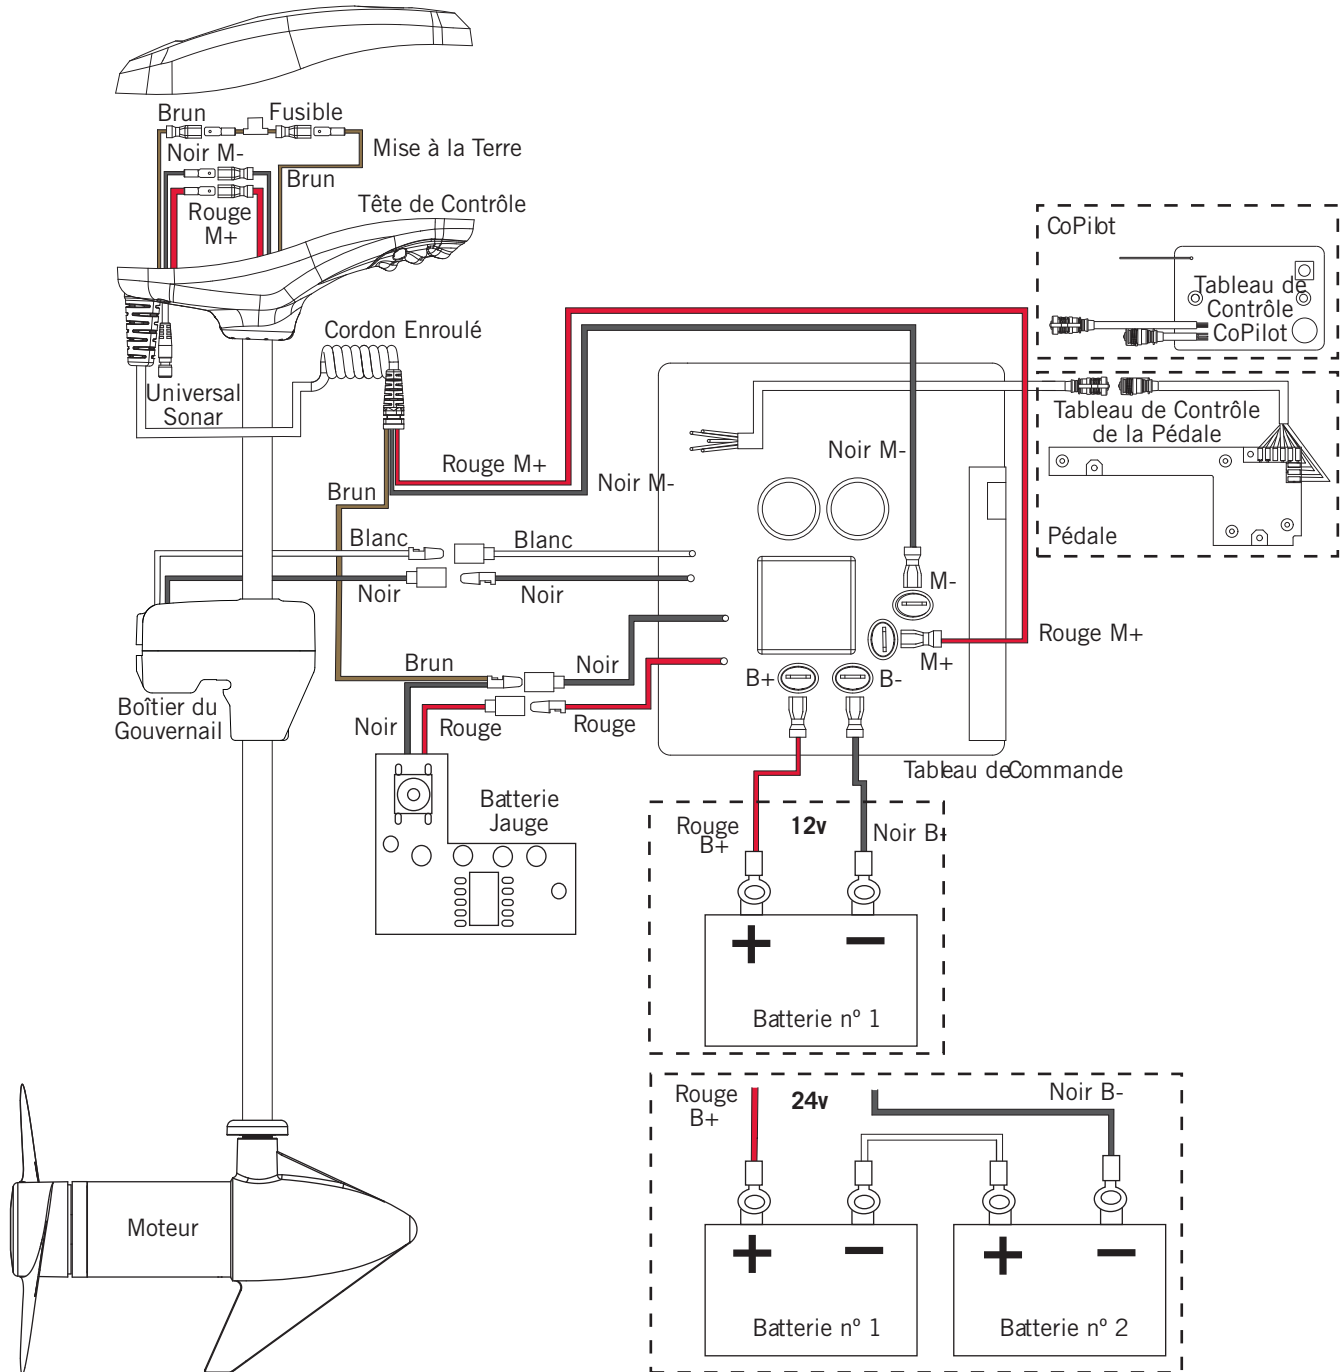 Brun
Fusible
Mise à la Terre
Noir M-
Brun
Rouge
M+
Tête de Contrôle
Cordon Enroulé
Universal
Sonar
CoPilot
Tableau de
Contrôle
CoPilot
Tableau de Contrôle
de la Pédale
Pédale
Rouge M+
Noir M-
Noir M-
Brun
Blanc
Blanc
Noir
Noir
M-
Rouge M+
M+
B+
B-
Brun
Noir
Boîtier du
Gouvernail
Noir
Rouge
Rouge
Tableau de Commande
Batterie
Jauge
Rouge
B+
12v
Noir B+
Batterie nº 1
Rouge
B+
24v
Noir B-
Moteur
Batterie nº 1
Batterie nº 2